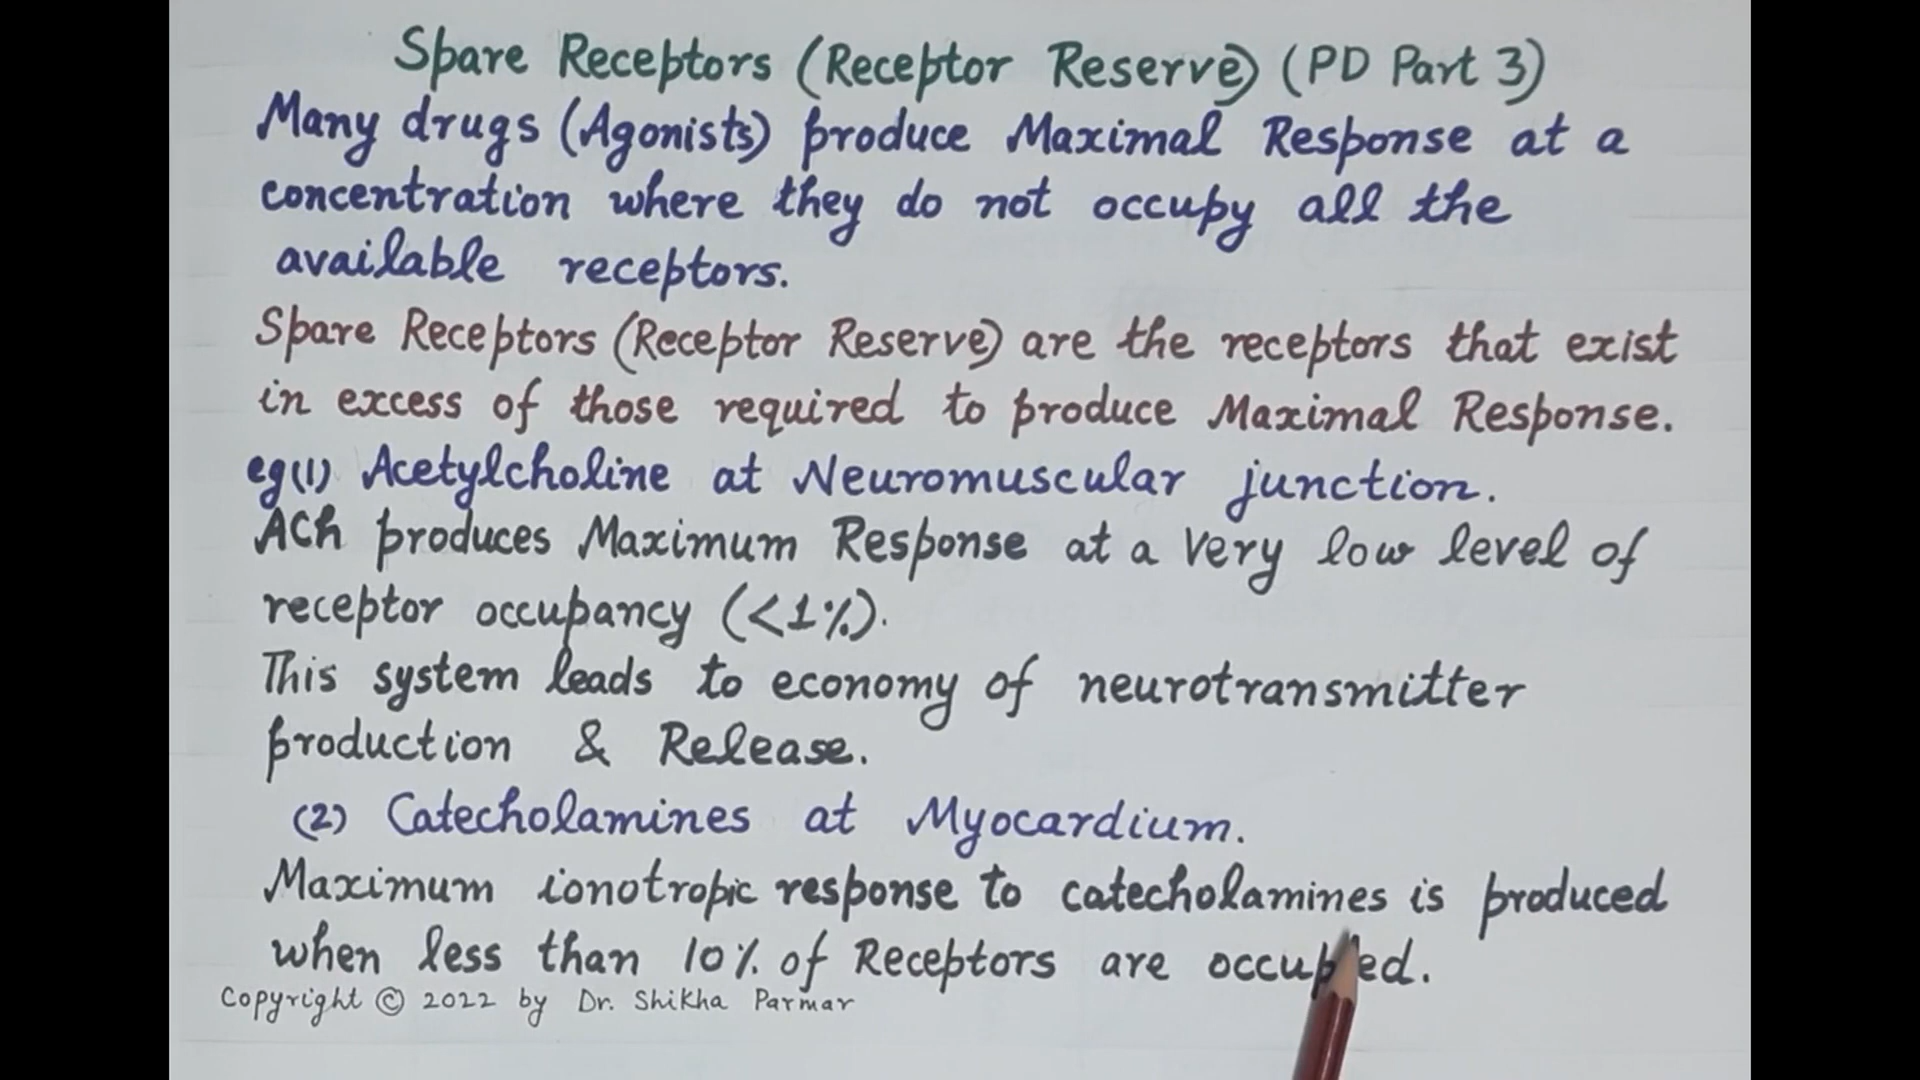 Spare Receptors (Receptor Reserve) (PD Part 3)
Many drugs (Agonists) produce Maximal Response at a
concentration where they do not occupy all the
available receptors.
Spare Receptors (Receptor Reserve) are the receptors that exist
in excess of those required to produce Maximal Response.
eg(1) Acetylcholine at Neuromuscular junction.
ACh produces Maximum Response at a Very low level of
receptor occupancy (<1%).
This system leads to economy of neurotransmitter
production & Release.
(2) Catecholamines at Myocardium.
Maximum ionotropic response to catecholamines is produced
when less than 10% of Receptors are occupied.
Copyright © 2022 by Dr. Shikha Parmar